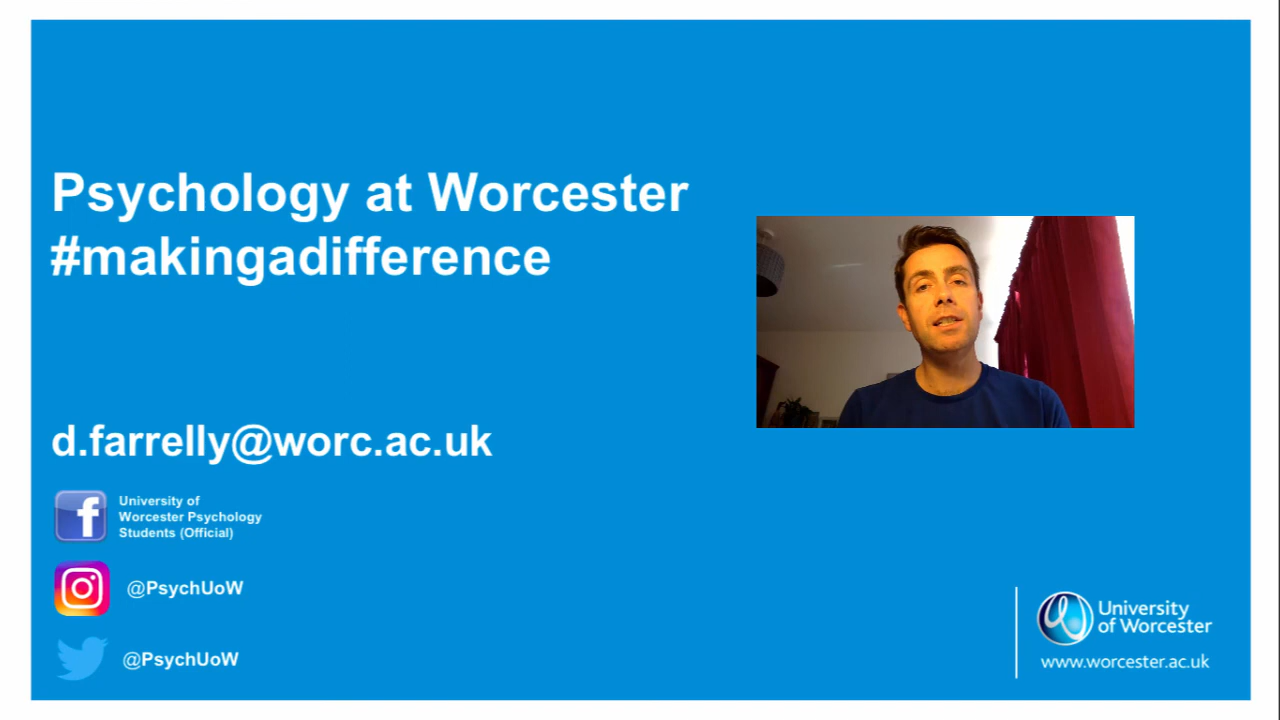 Psychology at Worcester
#makingadifference
d.farrelly@worc.ac.uk
f
University of
Worcester Psychology
Students (Official)
@PsychUoW
@PsychUoW
University
of Worcester
www.worcester.ac.uk